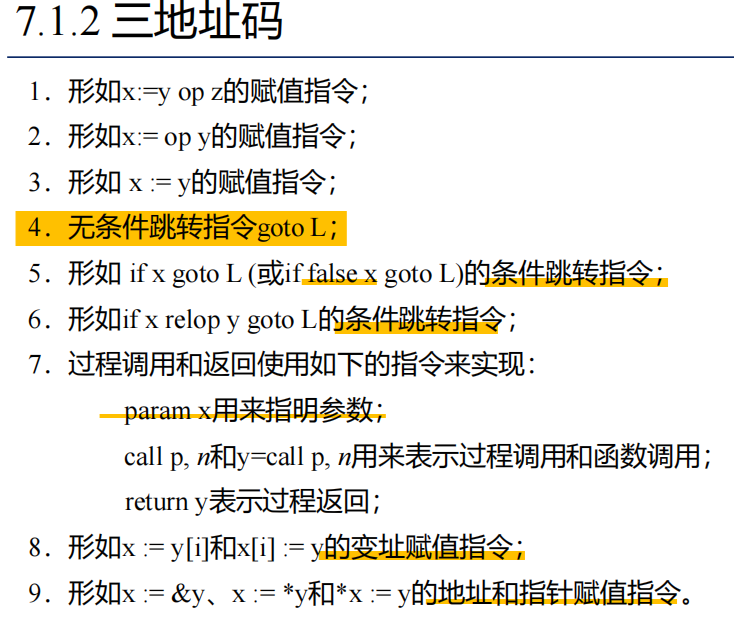 7.1.2 三地址码
1. 形如x:=y op z的赋值指令；
2. 形如x:= op y的赋值指令；
3. 形如 x := y的赋值指令；
4. 无条件跳转指令goto L；
5. 形如 if x goto L (或if false x goto L)的条件跳转指令；
6. 形如if x relop y goto L的条件跳转指令；
7. 过程调用和返回使用如下的指令来实现：
param x用来指明参数；
call p, n和y=call p, n用来表示过程调用和函数调用；
return y表示过程返回；
8. 形如x := y[i]和x[i] := y的变址赋值指令；
9. 形如x := &y、x := *y和*x := y的地址和指针赋值指令。